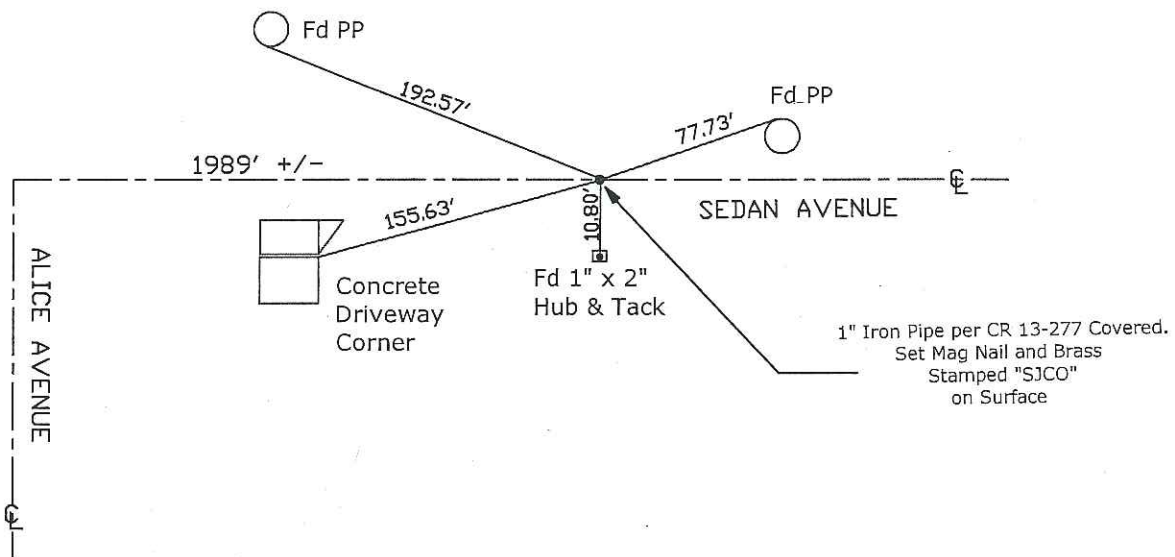 Fd PP
192.57'
Fd PP
77.73'
1989' +/-
℄
SEDAN AVENUE
155.63'
10.80'
ALICE AVENUE
Concrete
Driveway
Corner
Fd 1" x 2"
Hub & Tack
1" Iron Pipe per CR 13-277 Covered.
Set Mag Nail and Brass
Stamped "SJCO"
on Surface
℄